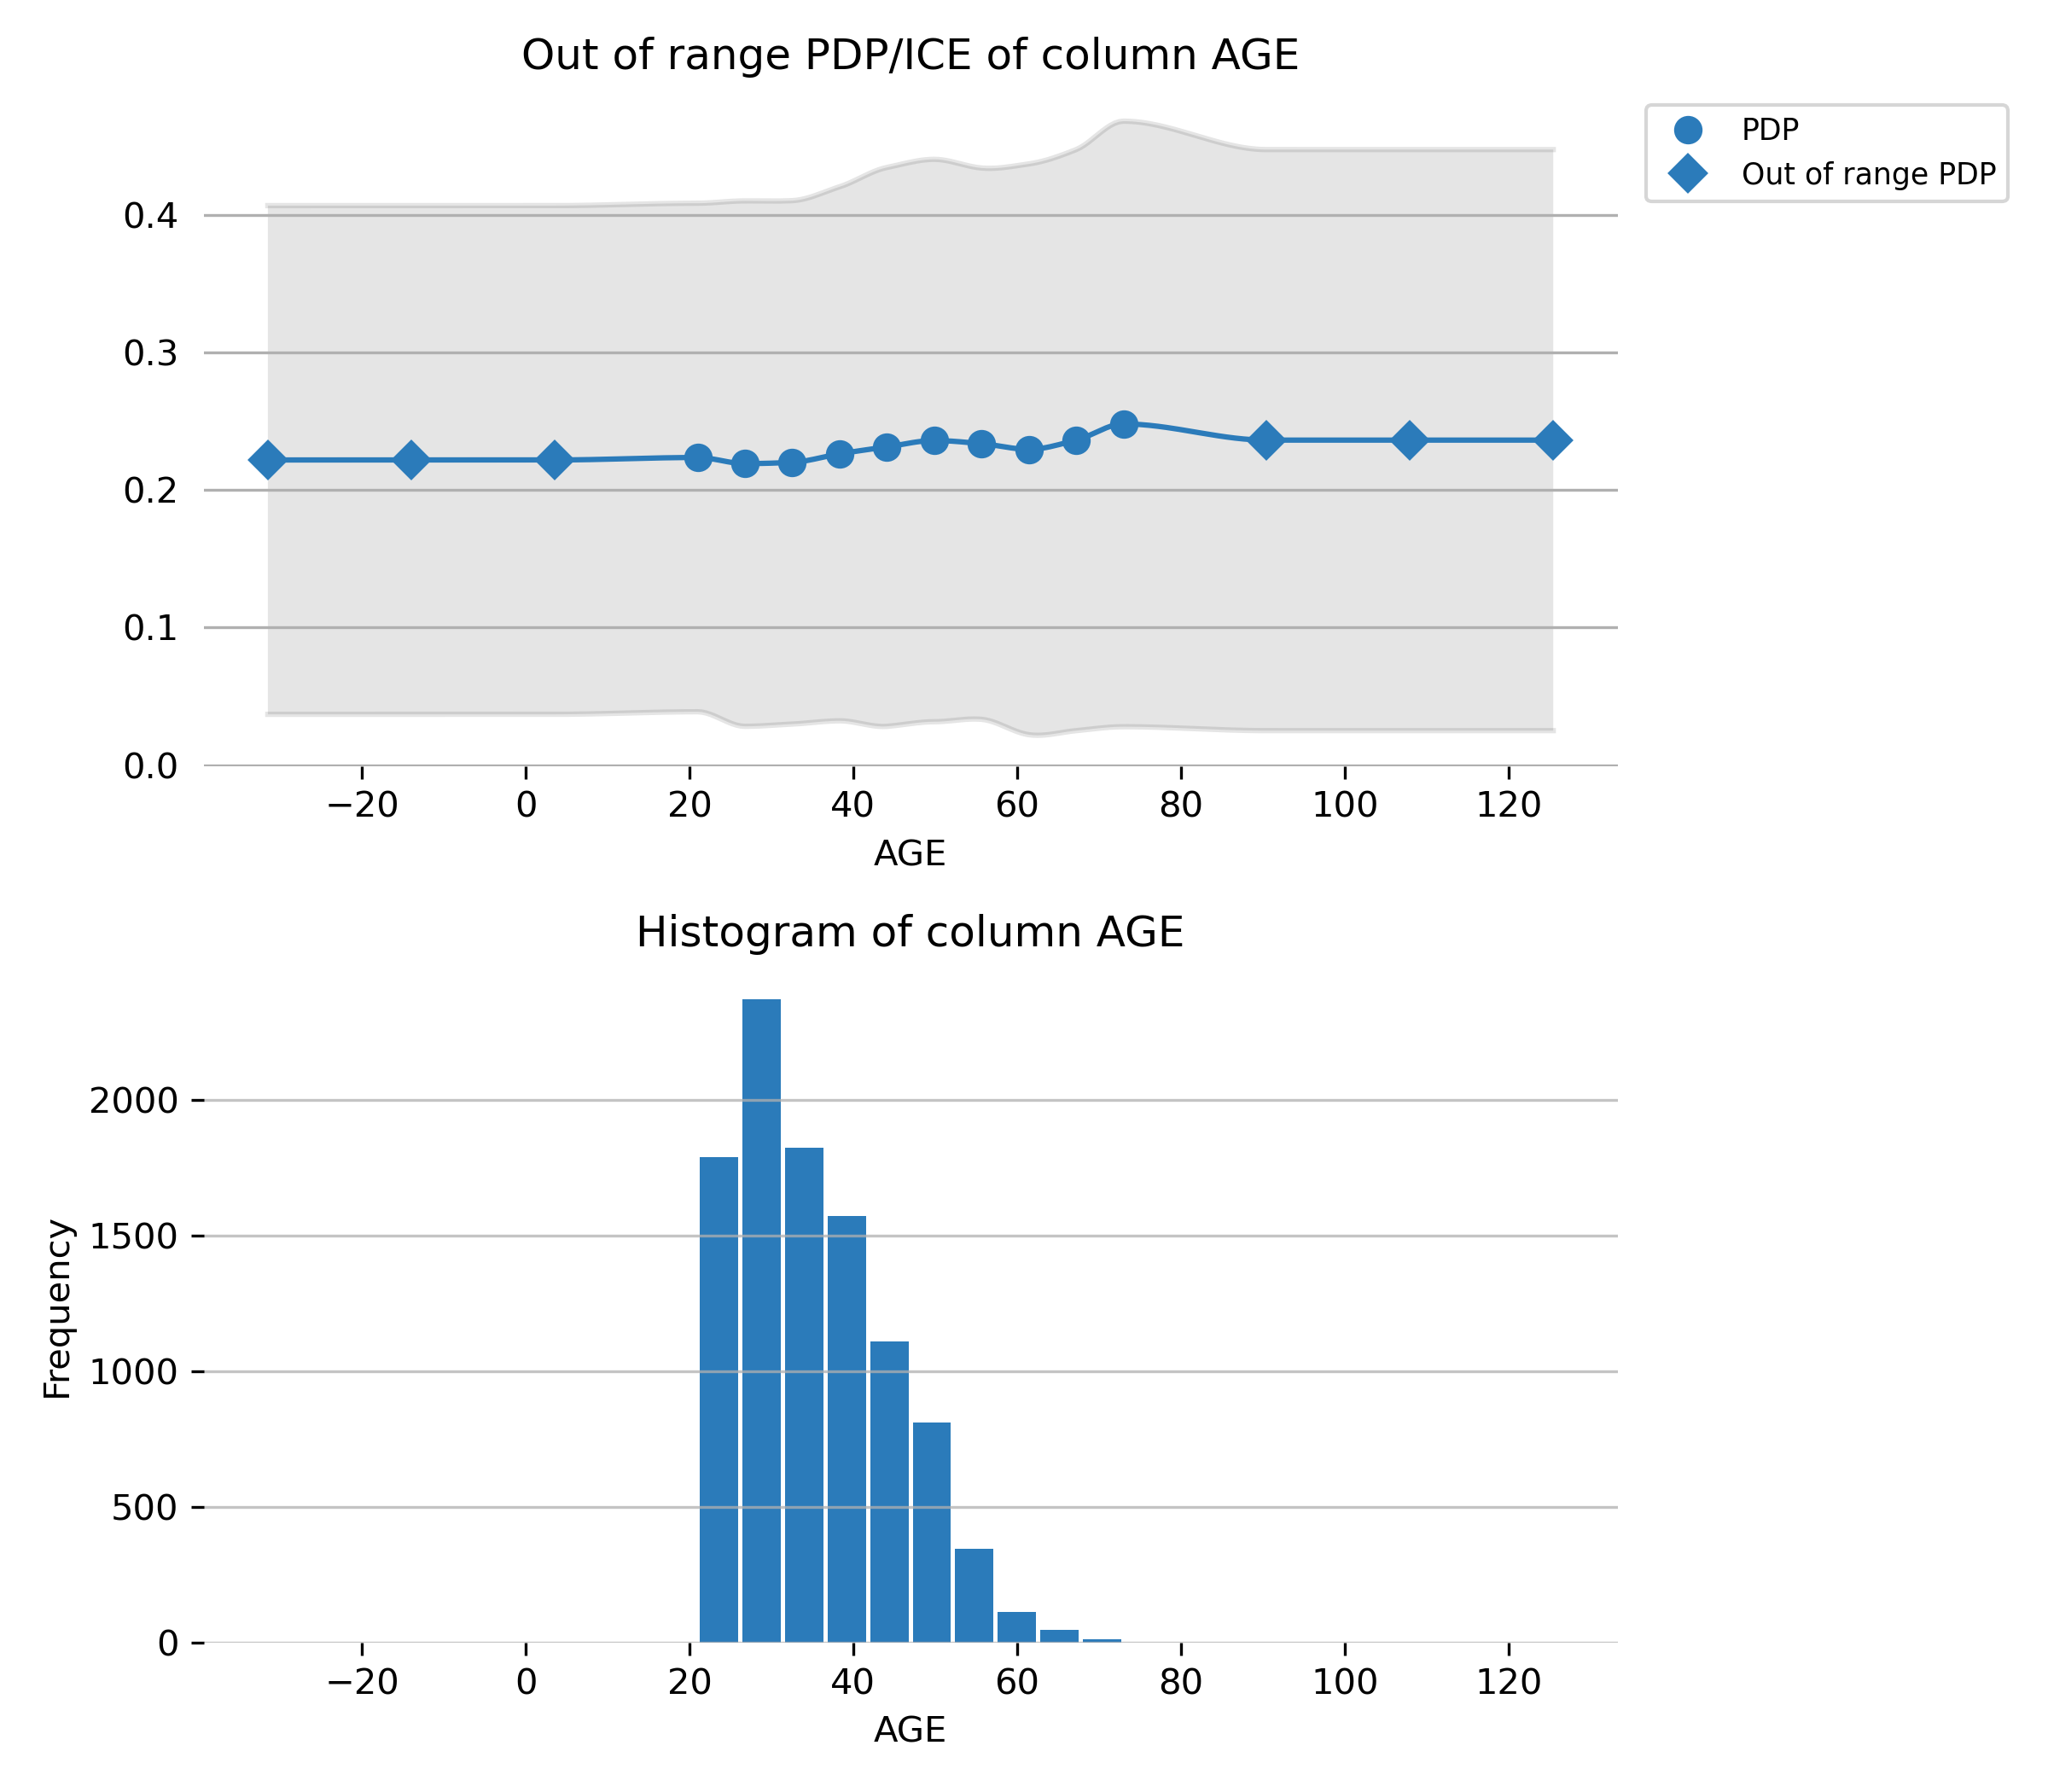 Out of range PDP/ICE of column AGE
PDP
Out of range PDP
0.4
0.3
0.2
0.1
0.0
−20 0 20 40 60 80 100 120
AGE
Histogram of column AGE
Frequency
2000
1500
1000
500
0
−20 0 20 40 60 80 100 120
AGE